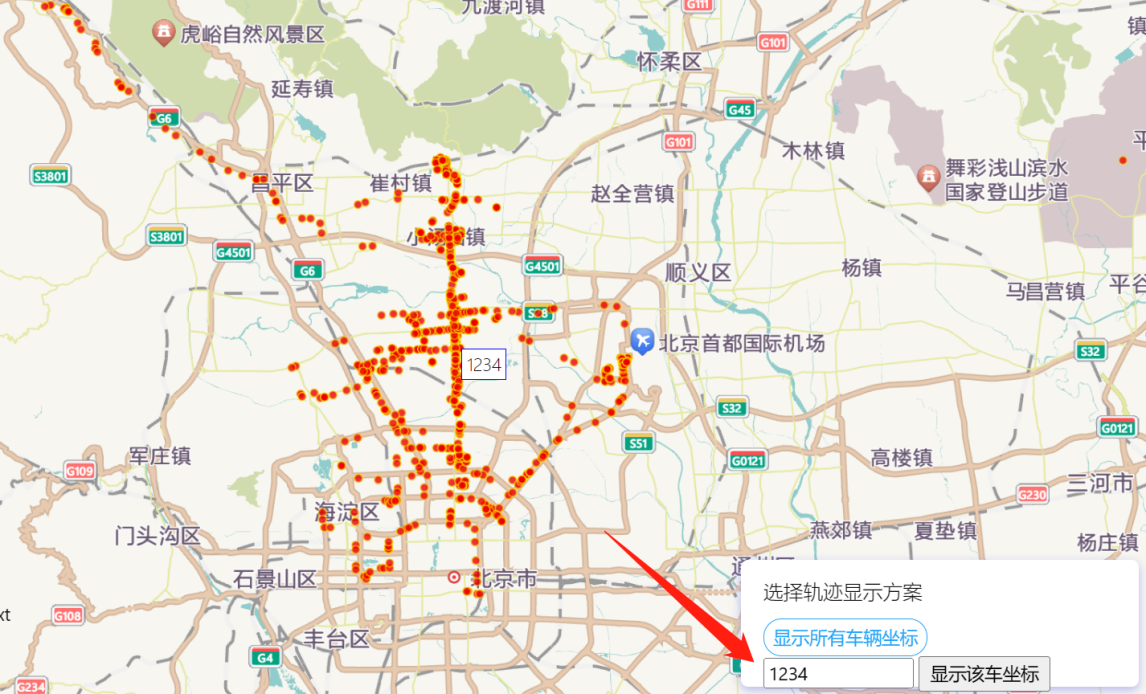 九渡河镇
G111
虎峪自然风景区
G101
怀柔区
延寿镇
G45
G6
G101
木林镇
舞彩浅山滨水
国家登山步道
S3801
昌平区
崔村镇
赵全营镇
S3801
G4501
镇
G6
G4501
顺义区
杨镇
马昌营镇
平谷
北京首都国际机场
1234
S32
S32
G0121
S51
军庄镇
G109
G0121
高楼镇
G230
三河市
海淀区
门头沟区
燕郊镇
夏垫镇
杨庄镇
石景山区
北京市
选择轨迹显示方案
xt
G108
显示所有车辆坐标
丰台区
G4
1234
显示该车坐标
G234